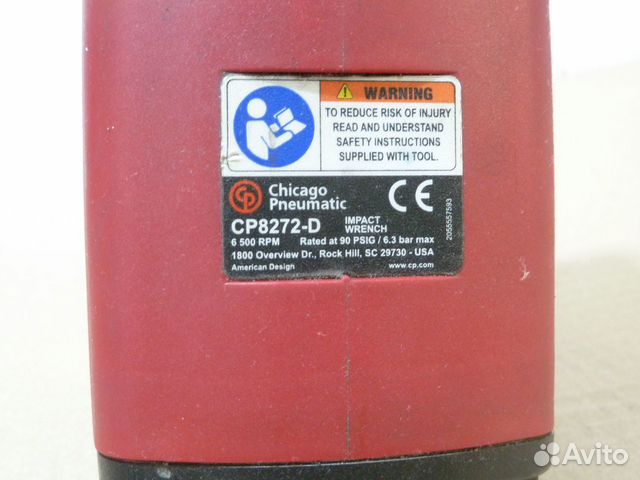 WARNING
TO REDUCE RISK OF INJURY
READ AND UNDERSTAND
SAFETY INSTRUCTIONS
SUPPLIED WITH TOOL.
CP Chicago
Pneumatic
CE
CP8272-D IMPACT
WRENCH
6 500 RPM Rated at 90 PSIG / 6.3 bar max
1800 Overview Dr., Rock Hill, SC 29730 - USA
American Design www.cp.com
2055557593
Avito